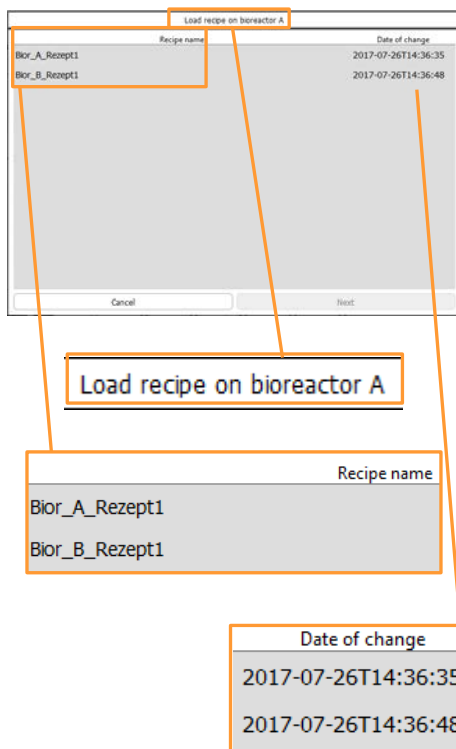 Load recipe on bioreactor A
Recipe name Date of change
Bior_A_Rezept1 2017-07-26T14:36:35
Bior_B_Rezept1 2017-07-26T14:36:48
Cancel Next
Load recipe on bioreactor A
Recipe name
Bior_A_Rezept1
Bior_B_Rezept1
Date of change
2017-07-26T14:36:35
2017-07-26T14:36:48